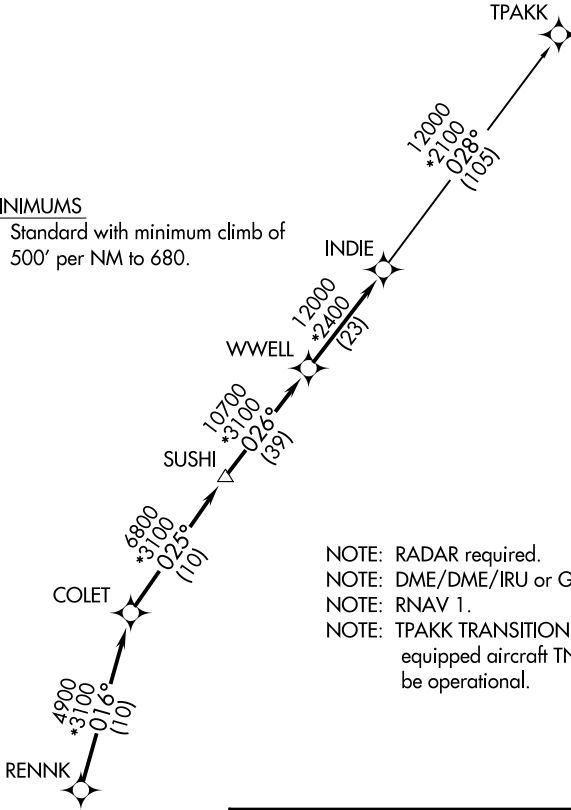 TPAKK
12000
*2100
028°
(105)
INIMUMS
Standard with minimum climb of
500' per NM to 680.
INDIE
12000
*2400
(23)
WWELL
10700
*3100
026°
(39)
SUSHI
6800
*3100
025°
(10)
NOTE: RADAR required.
NOTE: DME/DME/IRU or G
NOTE: RNAV 1.
NOTE: TPAKK TRANSITION
equipped aircraft TN
be operational.
COLET
4900
*3100
016°
(10)
RENNK